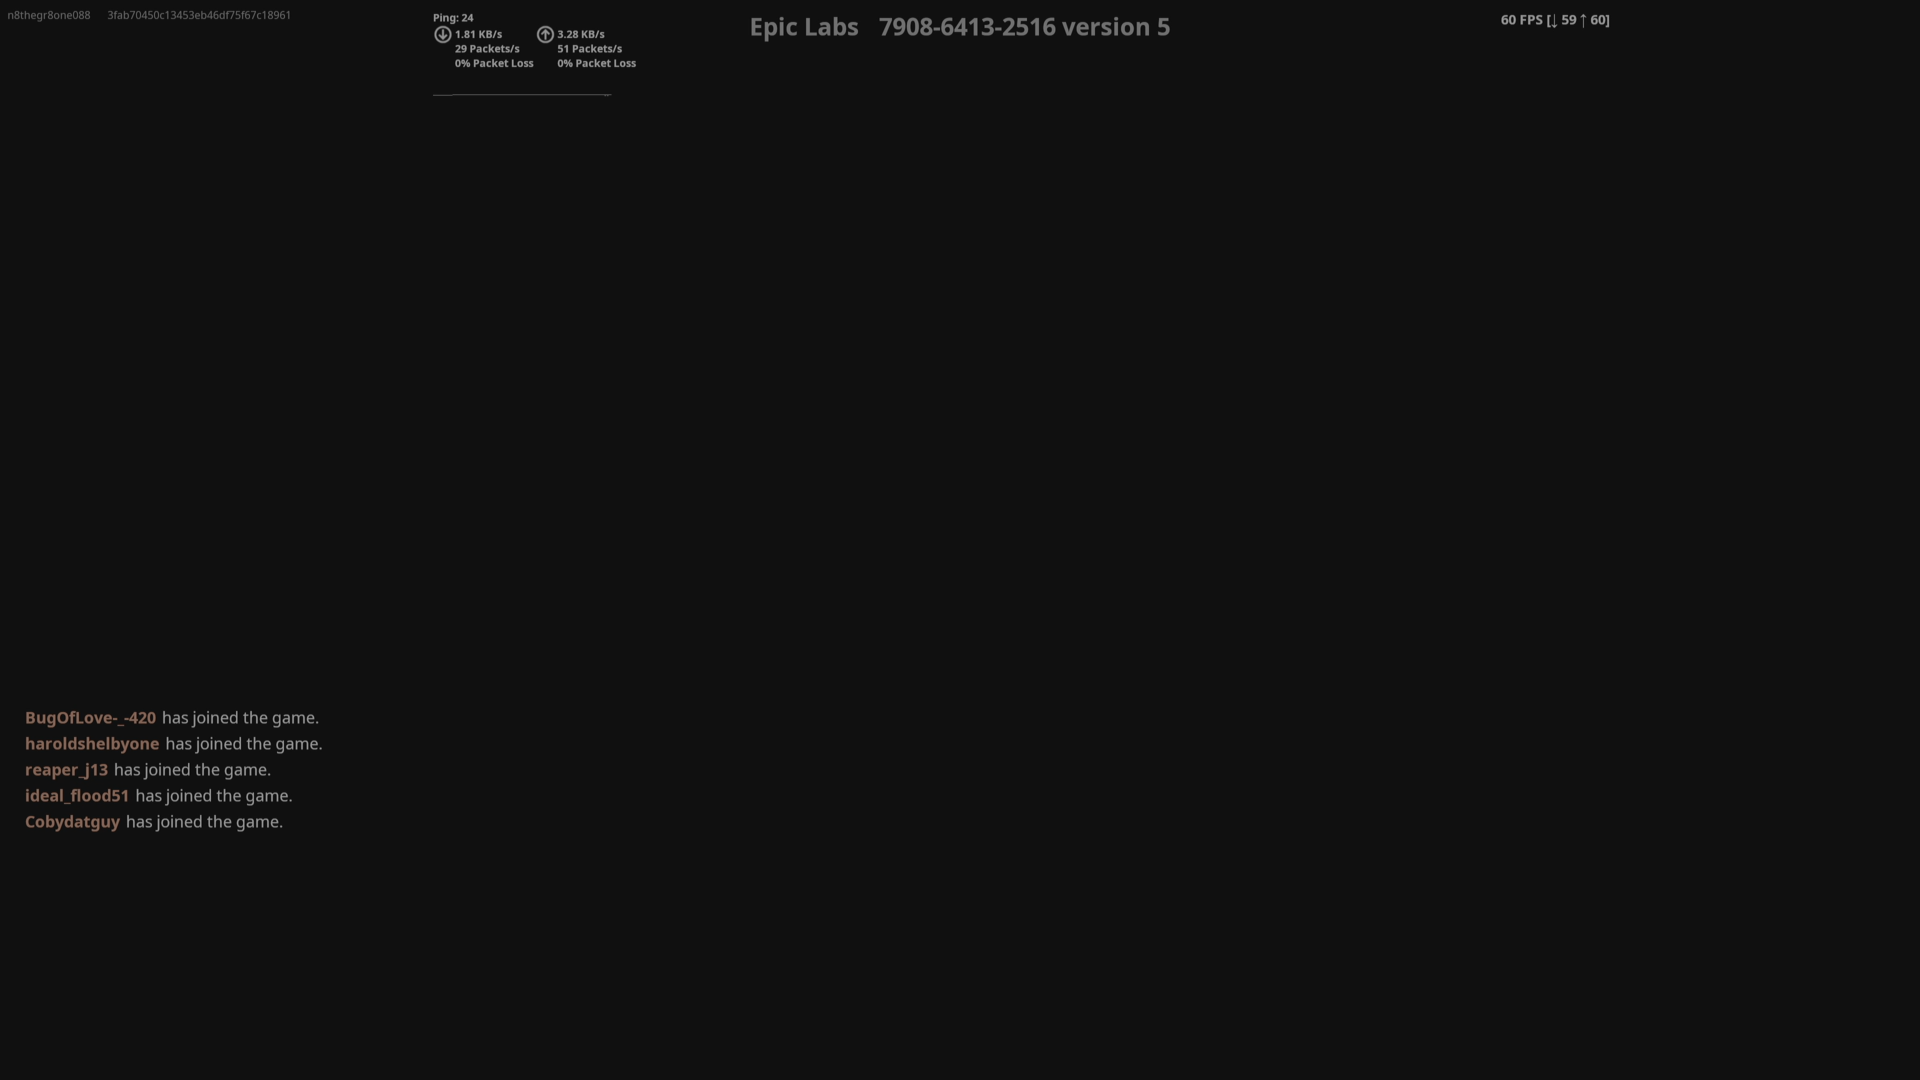 n8thegr8one088 3fab70450c13453eb46df75f67c18961
Ping: 24
1.81 KB/s 3.28 KB/s
29 Packets/s 51 Packets/s
0% Packet Loss 0% Packet Loss
Epic Labs 7908-6413-2516 version 5
60 FPS [↓ 59 ↑ 60]
BugOfLove-_-420 has joined the game.
haroldshelbyone has joined the game.
reaper_j13 has joined the game.
ideal_flood51 has joined the game.
Cobydatguy has joined the game.